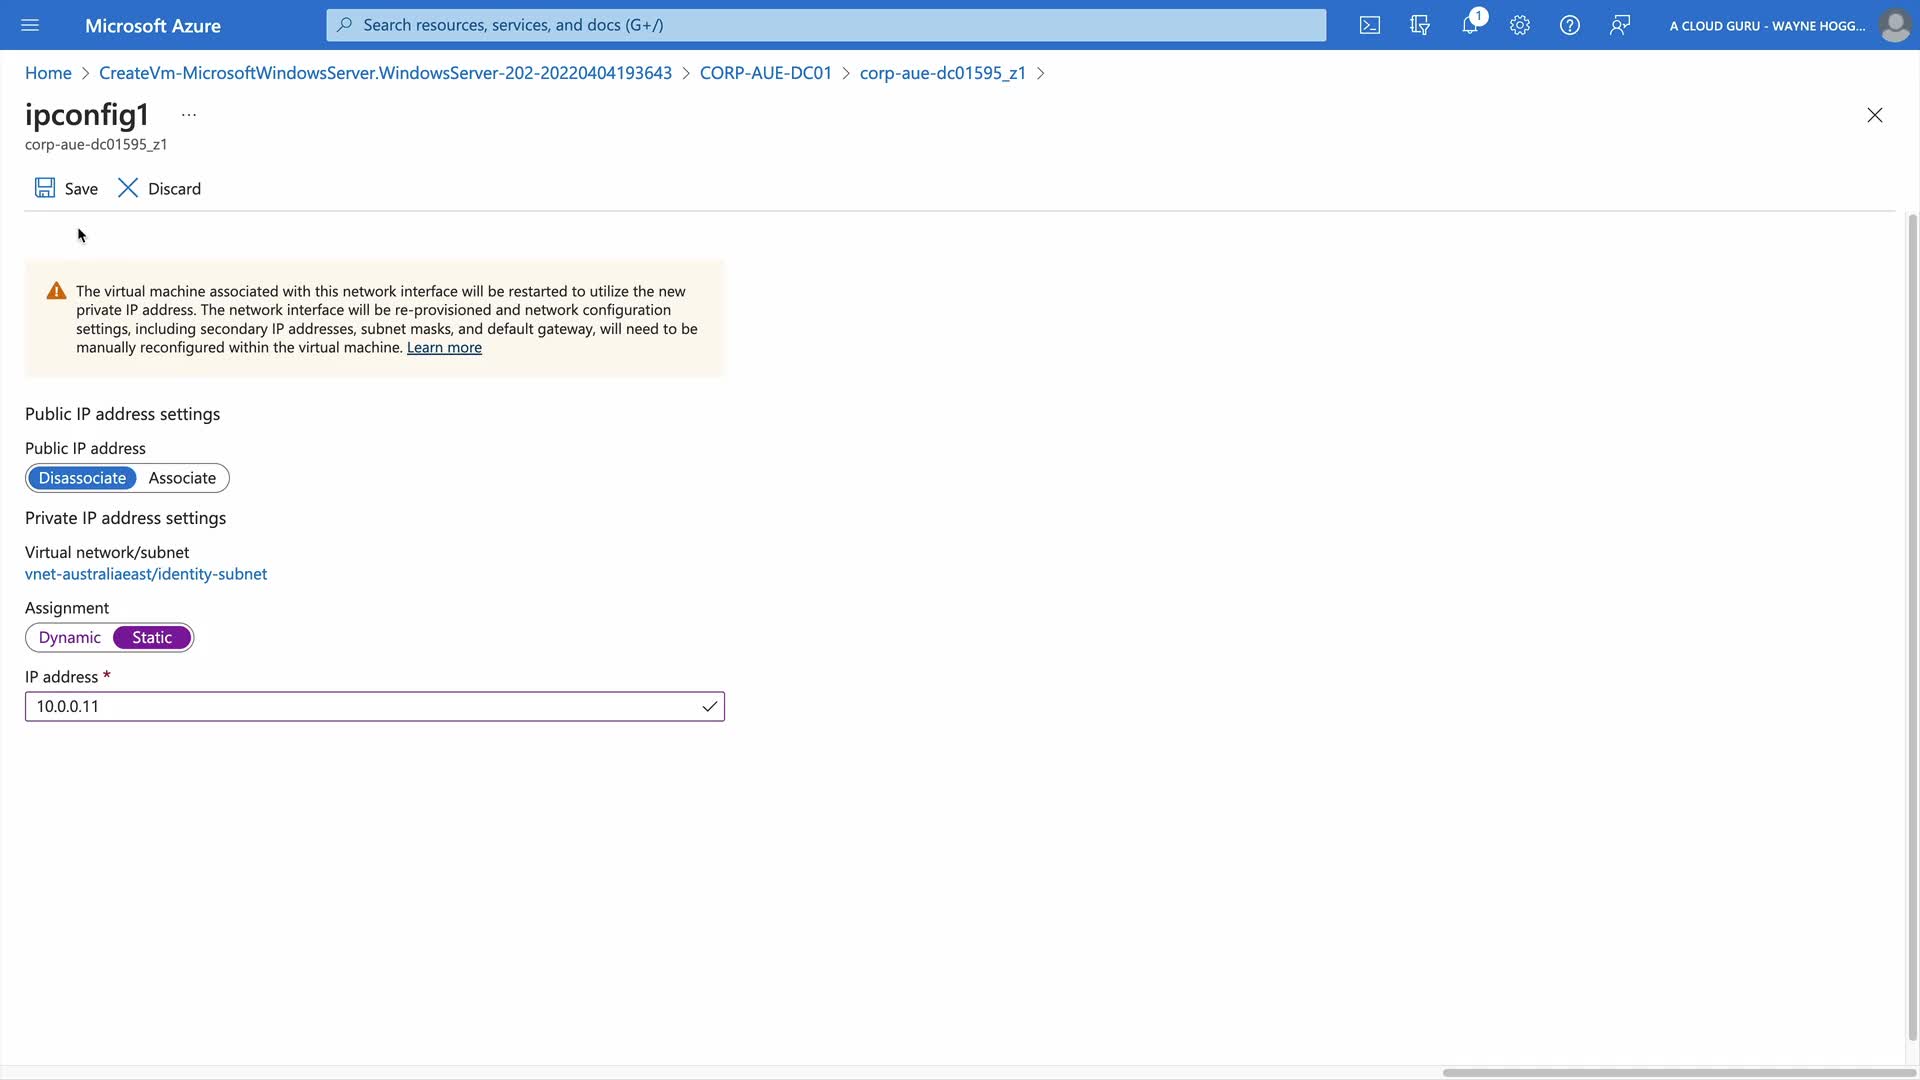 Microsoft Azure
Search resources, services, and docs (G+/)
1
A CLOUD GURU - WAYNE HOGG...
Home > CreateVm-MicrosoftWindowsServer.WindowsServer-202-20220404193643 > CORP-AUE-DC01 > corp-aue-dc01595_z1 >
ipconfig1 ...
corp-aue-dc01595_z1
Save Discard
The virtual machine associated with this network interface will be restarted to utilize the new
private IP address. The network interface will be re-provisioned and network configuration
settings, including secondary IP addresses, subnet masks, and default gateway, will need to be
manually reconfigured within the virtual machine. Learn more
Public IP address settings
Public IP address
Disassociate Associate
Private IP address settings
Virtual network/subnet
vnet-australiaeast/identity-subnet
Assignment
Dynamic Static
IP address *
10.0.0.11